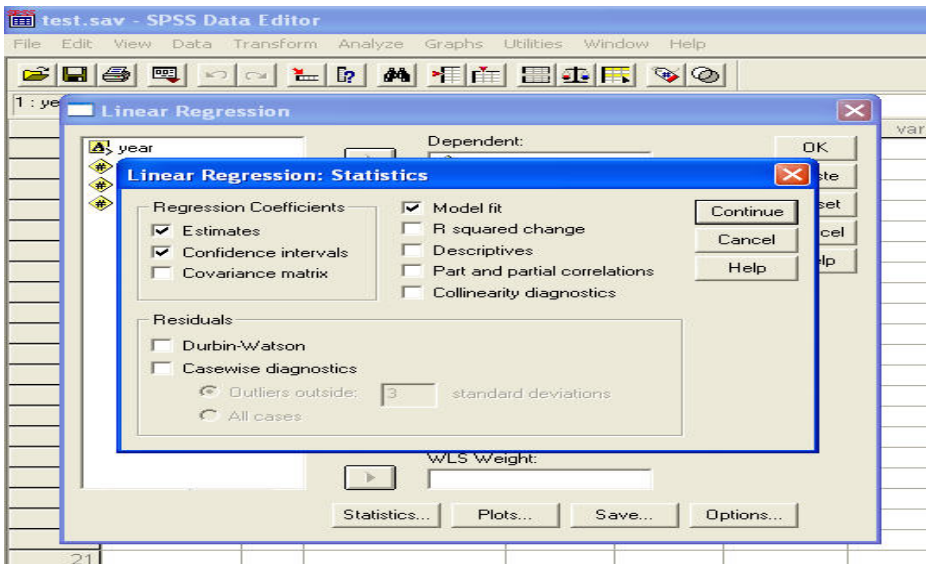 test.sav - SPSS Data Editor
File Edit View Data Transform Analyze Graphs Utilities Window Help
1 : ye
Linear Regression
var
year
Dependent:
OK
ste
set
cel
lp
Linear Regression: Statistics
Regression Coefficients
Estimates
Confidence intervals
Covariance matrix
Model fit
R squared change
Descriptives
Part and partial correlations
Collinearity diagnostics
Continue
Cancel
Help
Residuals
Durbin-Watson
Casewise diagnostics
Outliers outside: 3 standard deviations
All cases
WLS Weight:
Statistics... Plots... Save... Options...
21